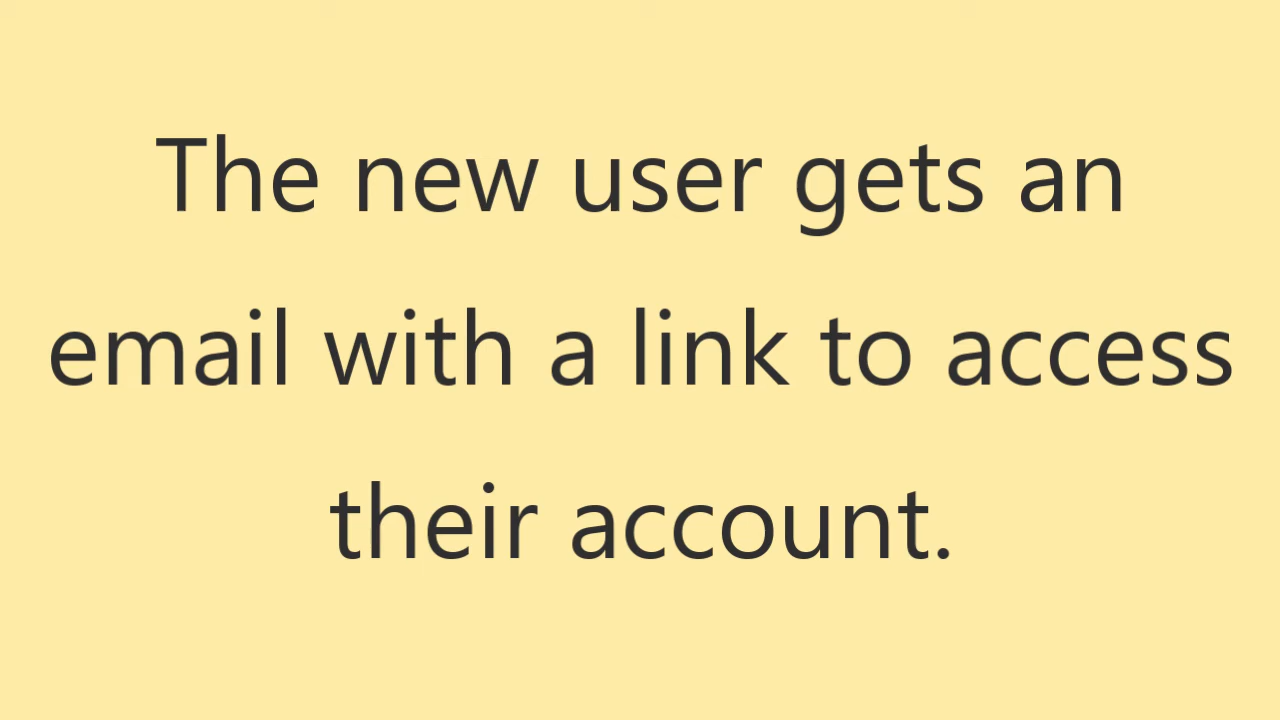 The new user gets an
email with a link to access
their account.